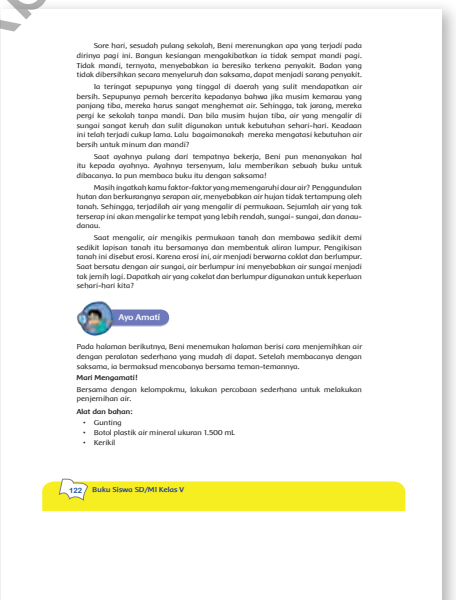 Sore hari, sesudah pulang sekolah, Beni merenungkan apa yang terjadi pada
dirinya pagi ini. Bangun kesiangan mengakibatkan ia tidak sempat mandi pagi.
Tidak mandi, ternyata, menyebabkan ia beresiko terkena penyakit. Badan yang
tidak dibersihkan secara menyeluruh dan saksama, dapat menjadi sarang penyakit.
Ia teringat sepupunya yang tinggal di daerah yang sulit mendapatkan air
bersih. Sepupunya pernah bercerita kepadanya bahwa jika musim kemarau yang
panjang tiba, mereka harus sangat menghemat air. Sehingga, tak jarang, mereka
pergi ke sekolah tanpa mandi. Dan bila musim hujan tiba, air yang mengalir di
sungai sangat keruh dan sulit digunakan untuk kebutuhan sehari-hari. Keadaan
ini telah terjadi cukup lama. Lalu bagaimanakah mereka mengatasi kebutuhan air
bersih untuk minum dan mandi?
Saat ayahnya pulang dari tempatnya bekerja, Beni pun menanyakan hal
itu kepada ayahnya. Ayahnya tersenyum, lalu memberikan sebuah buku untuk
dibacanya. Ia pun membaca buku itu dengan saksama!
Masih ingatkah kamu faktor-faktor yang memengaruhi daur air? Penggundulan
hutan dan berkurangnya serapan air, menyebabkan air hujan tidak tertampung oleh
tanah. Sehingga, terjadilah air yang mengalir di permukaan. Sejumlah air yang tak
terserap ini akan mengalir ke tempat yang lebih rendah, sungai- sungai, dan danau-
danau.
Saat mengalir, air mengikis permukaan tanah dan membawa sedikit demi
sedikit lapisan tanah itu bersamanya dan membentuk aliran lumpur. Pengikisan
tanah ini disebut erosi. Karena erosi ini, air menjadi berwarna coklat dan berlumpur.
Saat bersatu dengan air sungai, air berlumpur ini menyebabkan air sungai menjadi
tak jernih lagi. Dapatkah air yang cokelat dan berlumpur digunakan untuk keperluan
sehari-hari kita?
Ayo Amati
Pada halaman berikutnya, Beni menemukan halaman berisi cara menjernihkan air
dengan peralatan sederhana yang mudah di dapat. Setelah membacanya dengan
saksama, ia bermaksud mencobanya bersama teman-temannya.
Mari Mengamati!
Bersama dengan kelompokmu, lakukan percobaan sederhana untuk melakukan
penjernihan air.
Alat dan bahan:
• Gunting
• Botol plastik air mineral ukuran 1.500 mL
• Kerikil
122 Buku Siswa SD/MI Kelas V